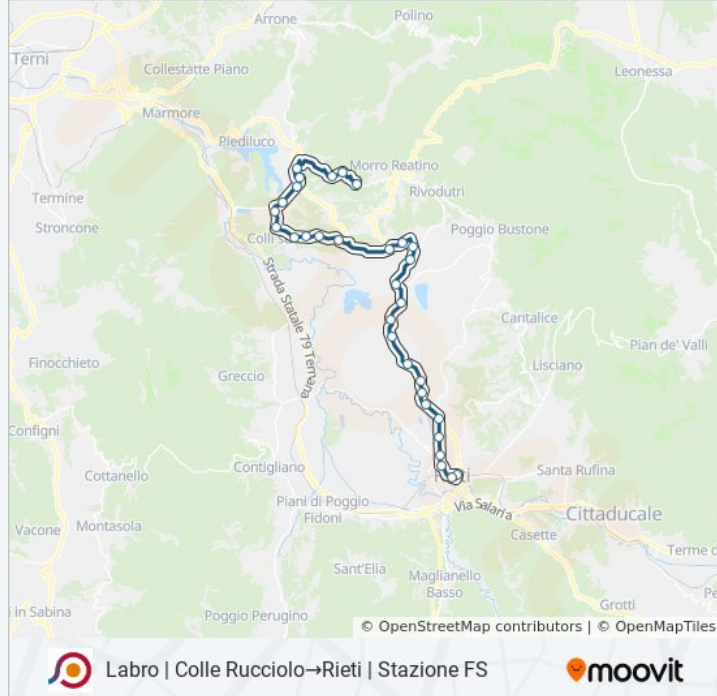 Polino
Arrone
Terni
Collestatte Piano
Leonessa
Marmore
Piediluco
Morro Reatino
Rivodutri
Termine
Stroncone
Poggio Bustone
Colli s
Strada Statale 79 Ternana
Cantalice
Pian de' Valli
Finocchieto
Greccio
Lisciano
Configni
Contigliano
Cottanello
Santa Rufina
Piani di Poggio
Fidoni
Via Salaria
Cittaducale
Vacone
Montasola
Casette
Terme d
Sant'Elia
Maglianello
Basso
i in Sabina
Poggio Perugino
Grotti
Pe
© OpenStreetMap contributors | © OpenMapTiles
Labro | Colle Rucciolo→Rieti | Stazione FS
moovit